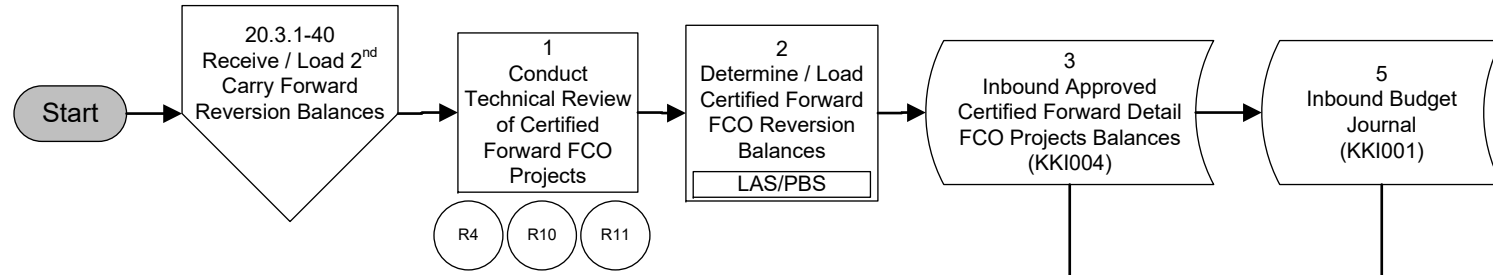 Start
20.3.1-40
Receive / Load 2nd
Carry Forward
Reversion Balances
1
Conduct
Technical Review
of Certified
Forward FCO
Projects
R4
R10
R11
2
Determine / Load
Certified Forward
FCO Reversion
Balances
LAS/PBS
3
Inbound Approved
Certified Forward Detail
FCO Projects Balances
(KKI004)
5
Inbound Budget
Journal
(KKI001)